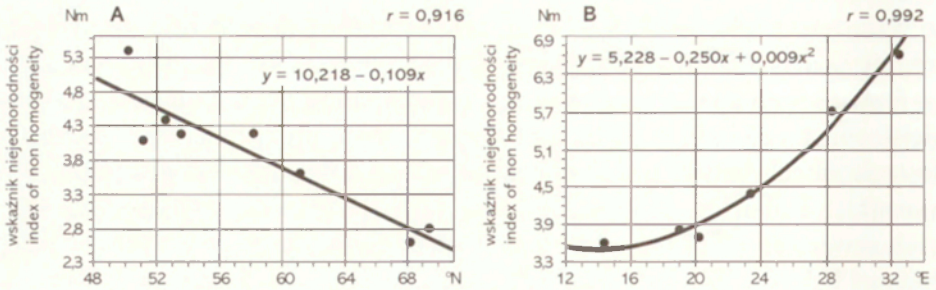 Nm A r = 0,916
wskaźnik niejednorodności
index of non homogeneity
5,3
4,8
4,3
3,8
3,3
2,8
2,3
y = 10,218 – 0,109x
48 52 56 60 64 68 °N
Nm B r = 0,992
wskaźnik niejednorodności
index of non homogeneity
6,9
6,3
5,7
5,1
4,5
3,9
3,3
y = 5,228 – 0,250x + 0,009x²
12 16 20 24 28 32 °E